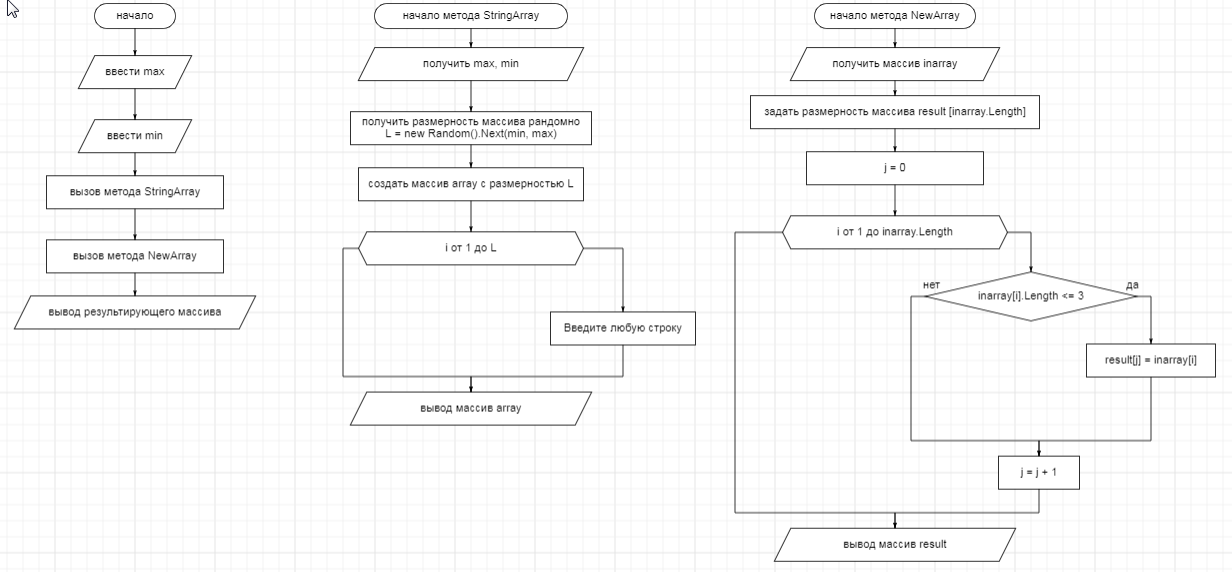 начало
ввести max
ввести min
вызов метода StringArray
вызов метода NewArray
вывод результирующего массива
начало метода StringArray
получить max, min
получить размерность массива рандомно
L = new Random().Next(min, max)
создать массив array с размерностью L
i от 1 до L
Введите любую строку
вывод массив array
начало метода NewArray
получить массив inarray
задать размерность массива result [inarray.Length]
j = 0
i от 1 до inarray.Length
нет
да
inarray[i].Length <= 3
result[j] = inarray[i]
j = j + 1
вывод массив result